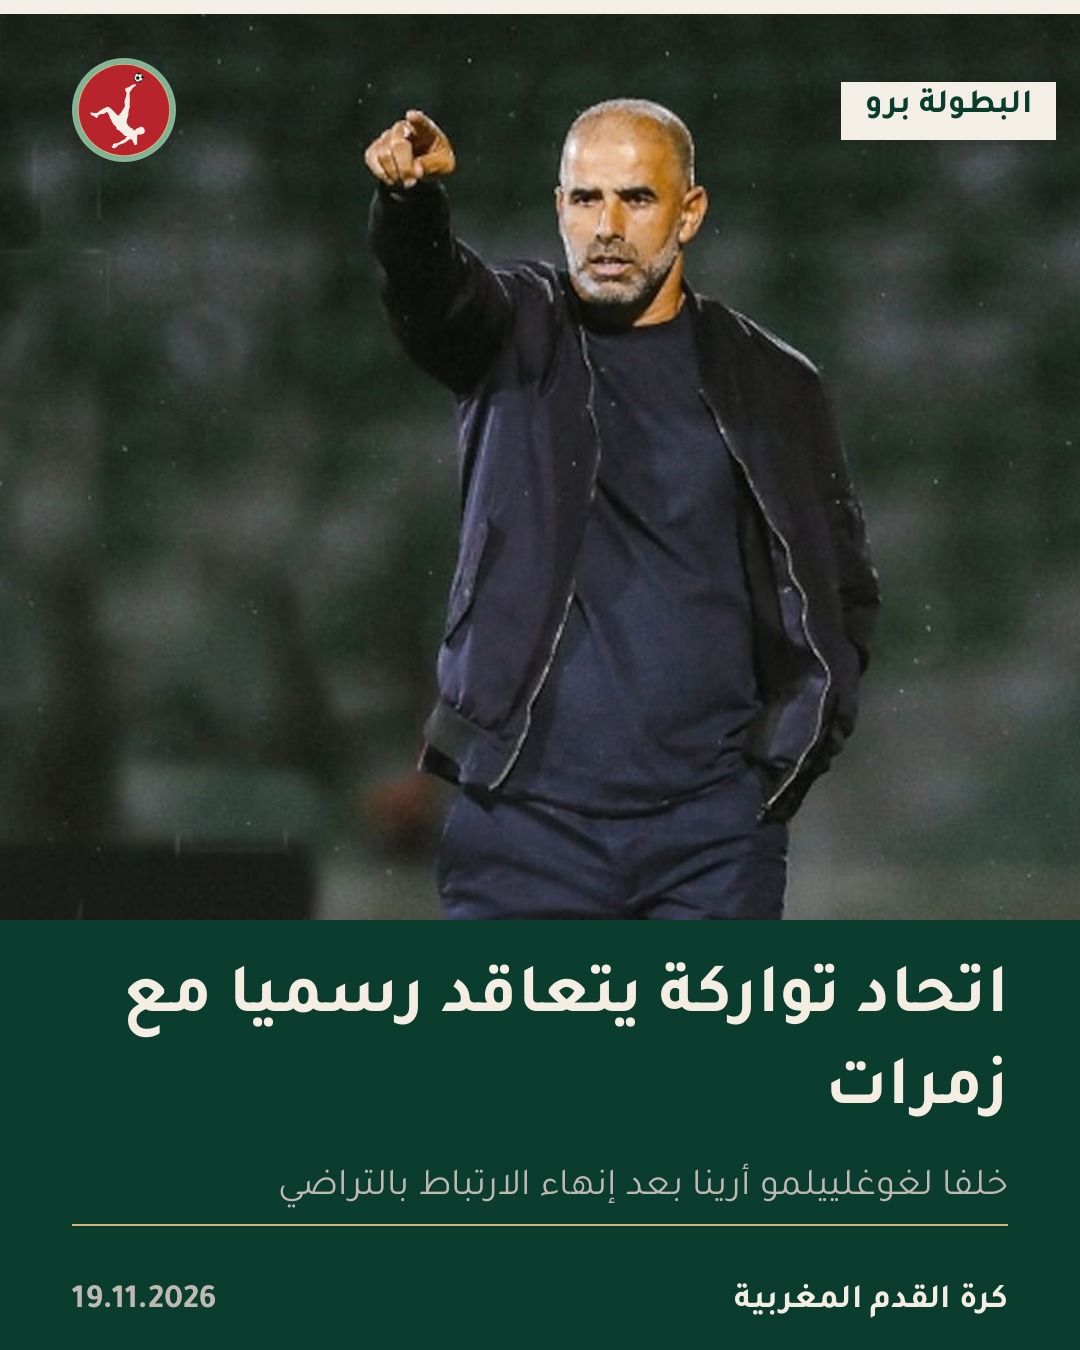 البطولة برو
اتحاد تواركة يتعاقد رسميا مع
زمرات
خلفا لغوغلييلمو أرينا بعد إنهاء الارتباط بالتراضي
كرة القدم المغربية
19.11.2026